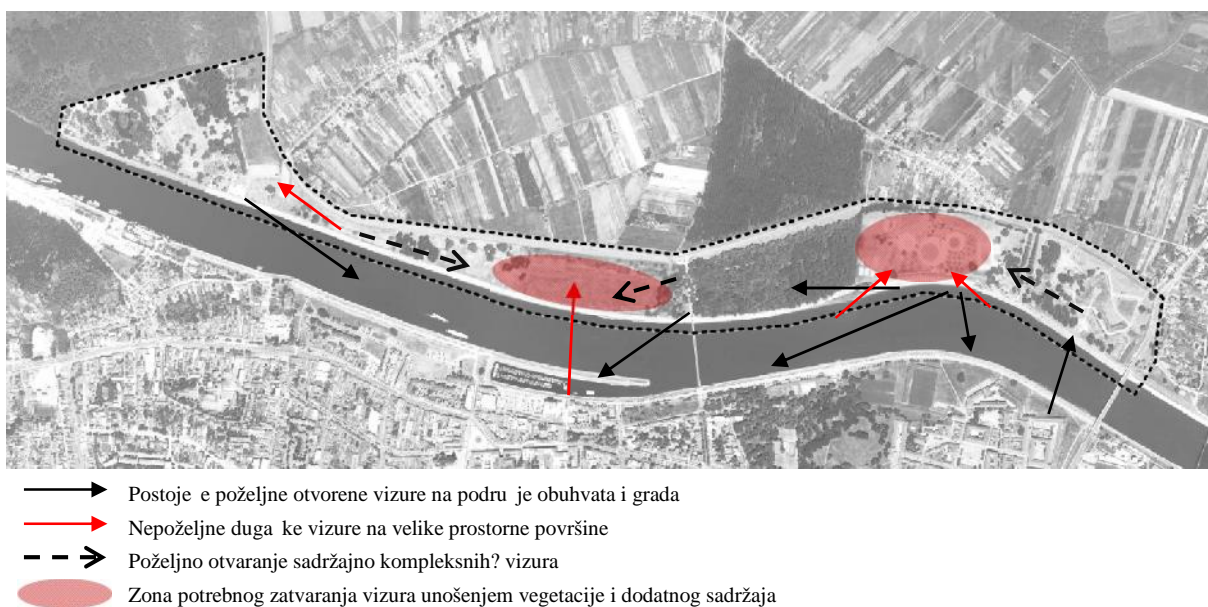 Postoje e poželjne otvorene vizure na podru je obuhvata i grada
Nepoželjne duga ke vizure na velike prostorne površine
Poželjno otvaranje sadržajno kompleksnih? vizura
Zona potrebnog zatvaranja vizura unošenjem vegetacije i dodatnog sadržaja